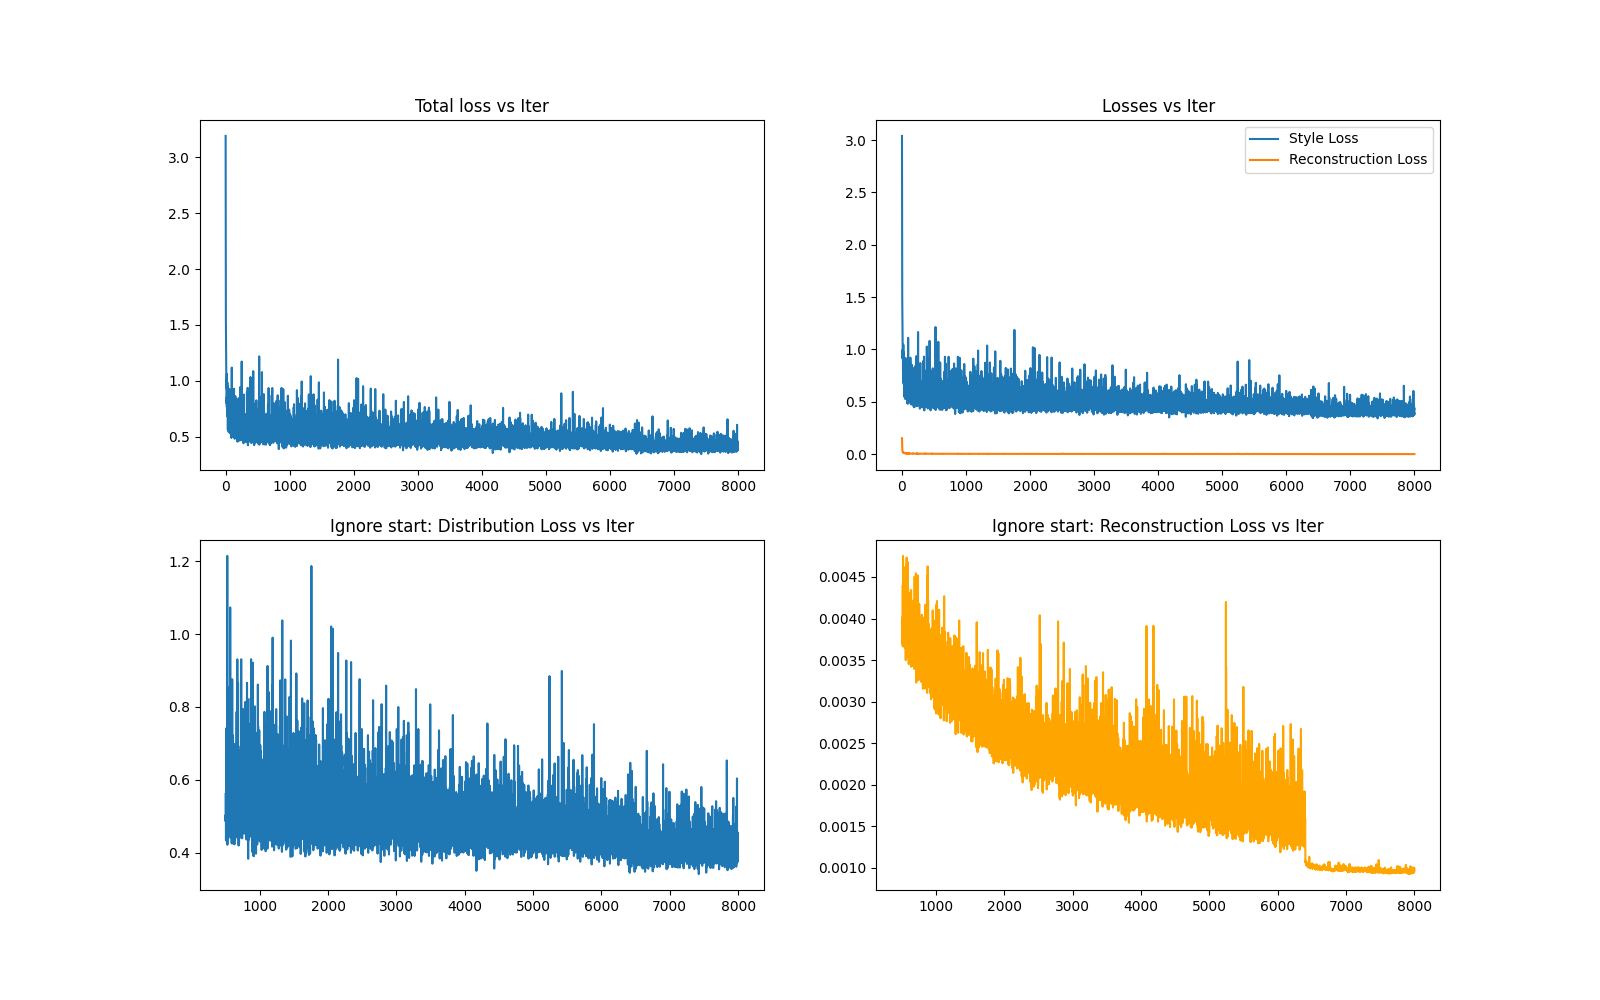 Total loss vs Iter
3.0
2.5
2.0
1.5
1.0
0.5
0 1000 2000 3000 4000 5000 6000 7000 8000
Losses vs Iter
Style Loss
Reconstruction Loss
3.0
2.5
2.0
1.5
1.0
0.5
0.0
0 1000 2000 3000 4000 5000 6000 7000 8000
Ignore start: Distribution Loss vs Iter
1.2
1.0
0.8
0.6
0.4
1000 2000 3000 4000 5000 6000 7000 8000
Ignore start: Reconstruction Loss vs Iter
0.0045
0.0040
0.0035
0.0030
0.0025
0.0020
0.0015
0.0010
1000 2000 3000 4000 5000 6000 7000 8000